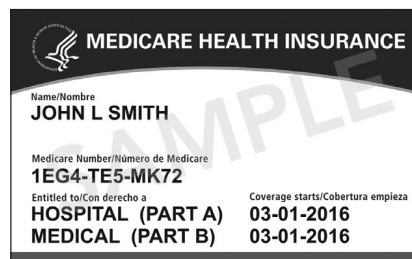 MEDICARE HEALTH INSURANCE
SAMPLE
Name/Nombre
JOHN L SMITH
Medicare Number/Número de Medicare
1EG4-TE5-MK72
Entitled to/Con derecho a Coverage starts/Cobertura empieza
HOSPITAL (PART A) 03-01-2016
MEDICAL (PART B) 03-01-2016